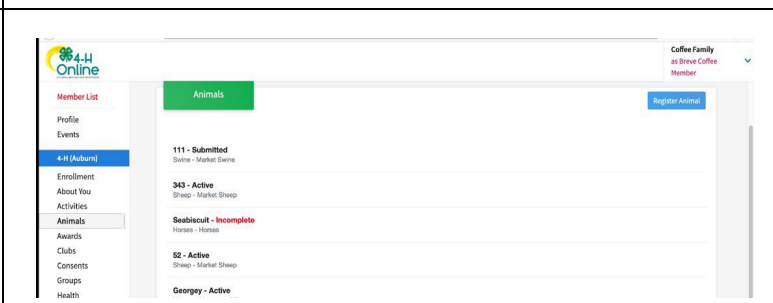 4-H
Online
Coffee Family
as Breve Coffee
Member
Member List
Profile
Events
4-H (Auburn)
Enrollment
About You
Activities
Animals
Awards
Clubs
Consents
Groups
Health
Animals
Register Animal
111 - Submitted
Swine - Market Swine
343 - Active
Sheep - Market Sheep
Seabiscuit - Incomplete
Horses - Horses
52 - Active
Sheep - Market Sheep
Georgey - Active